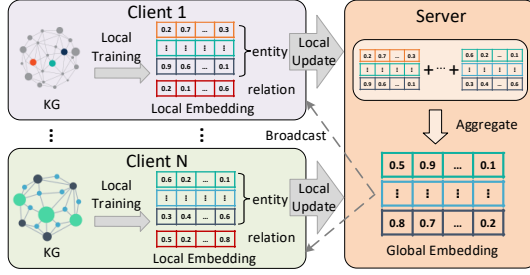 Client 1
Local
Training
KG
0.2 0.7 ... 0.3
⋮ ⋮ ⋮ ⋮
0.9 0.6 ... 0.1
entity
0.2 0.1 ... 0.6
relation
Local Embedding
Local
Update
⋮
⋮
Broadcast
Client N
Local
Training
KG
0.6 0.2 ... 0.1
⋮ ⋮ ⋮ ⋮
0.3 0.4 ... 0.6
entity
0.5 0.2 ... 0.8
relation
Local Embedding
Local
Update
Server
0.2 0.7 ... 0.3
⋮ ⋮ ⋮ ⋮
0.9 0.6 ... 0.1
+ ... +
0.6 0.2 ... 0.1
⋮ ⋮ ⋮ ⋮
0.3 0.4 ... 0.6
Aggregate
0.5 0.9 ... 0.1
⋮ ⋮ ⋮ ⋮
0.8 0.7 ... 0.2
Global Embedding